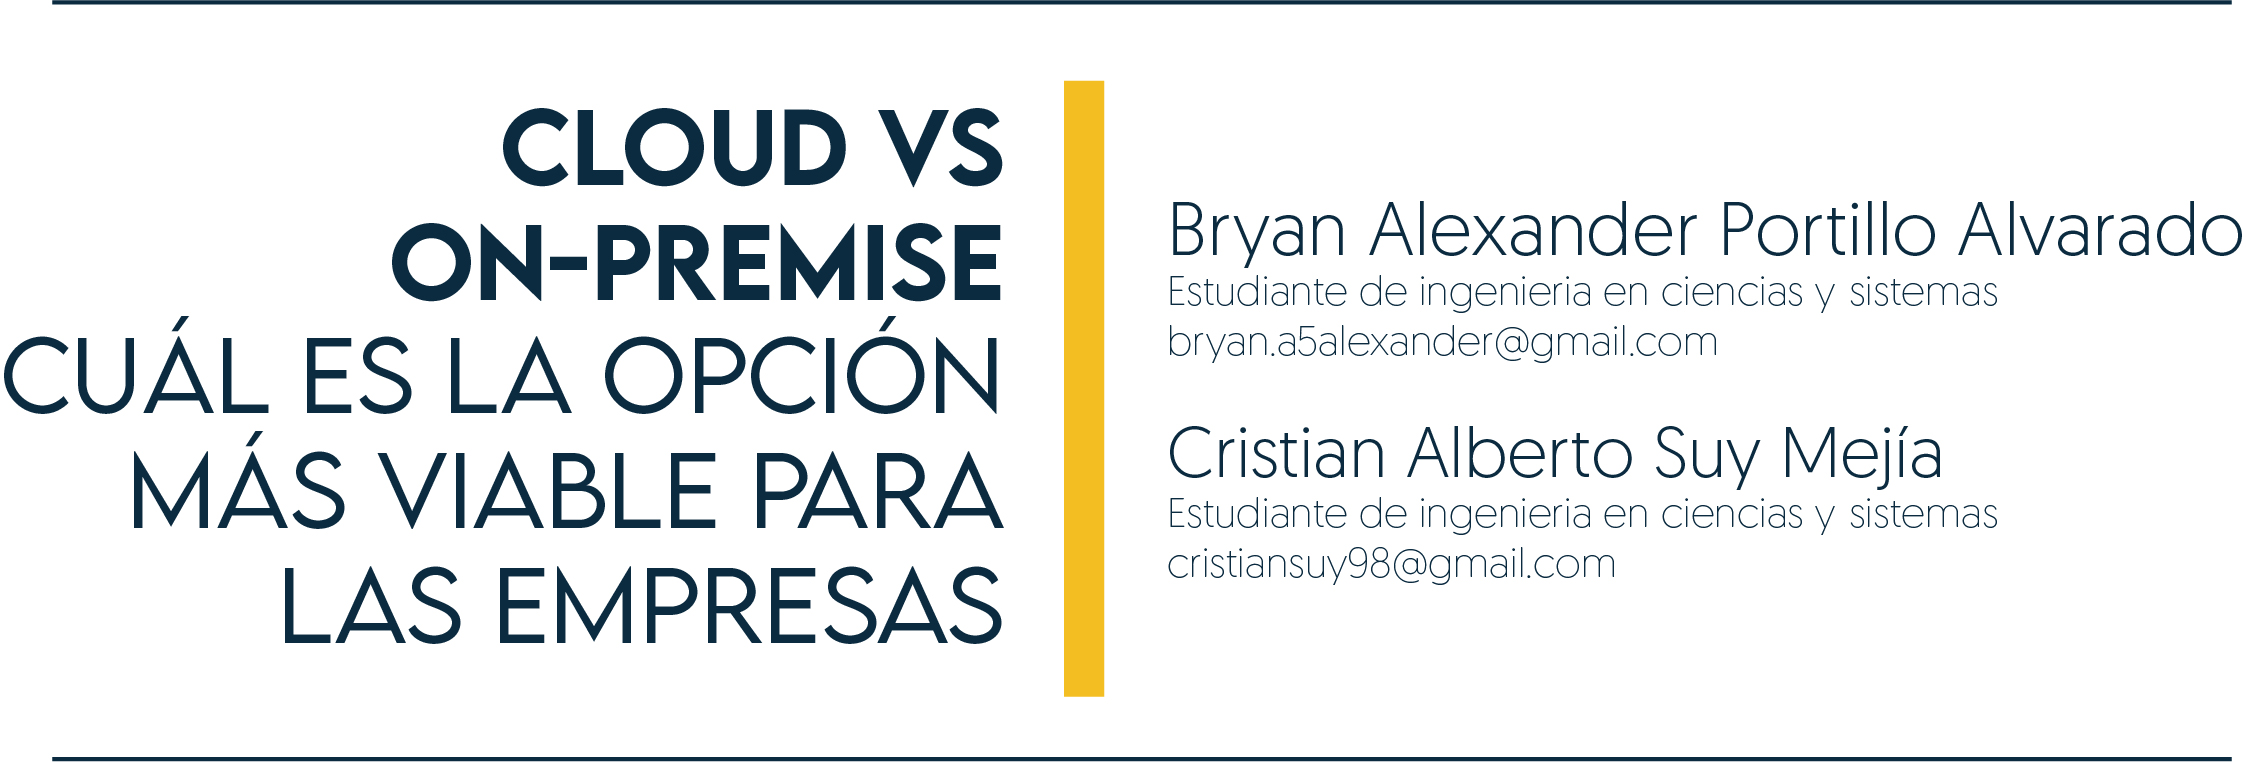 CLOUD VS
ON-PREMISE
CUÁL ES LA OPCIÓN
MÁS VIABLE PARA
LAS EMPRESAS
Bryan Alexander Portillo Alvarado
Estudiante de ingenieria en ciencias y sistemas
bryan.a5alexander@gmail.com
Cristian Alberto Suy Mejía
Estudiante de ingenieria en ciencias y sistemas
cristiansuy98@gmail.com